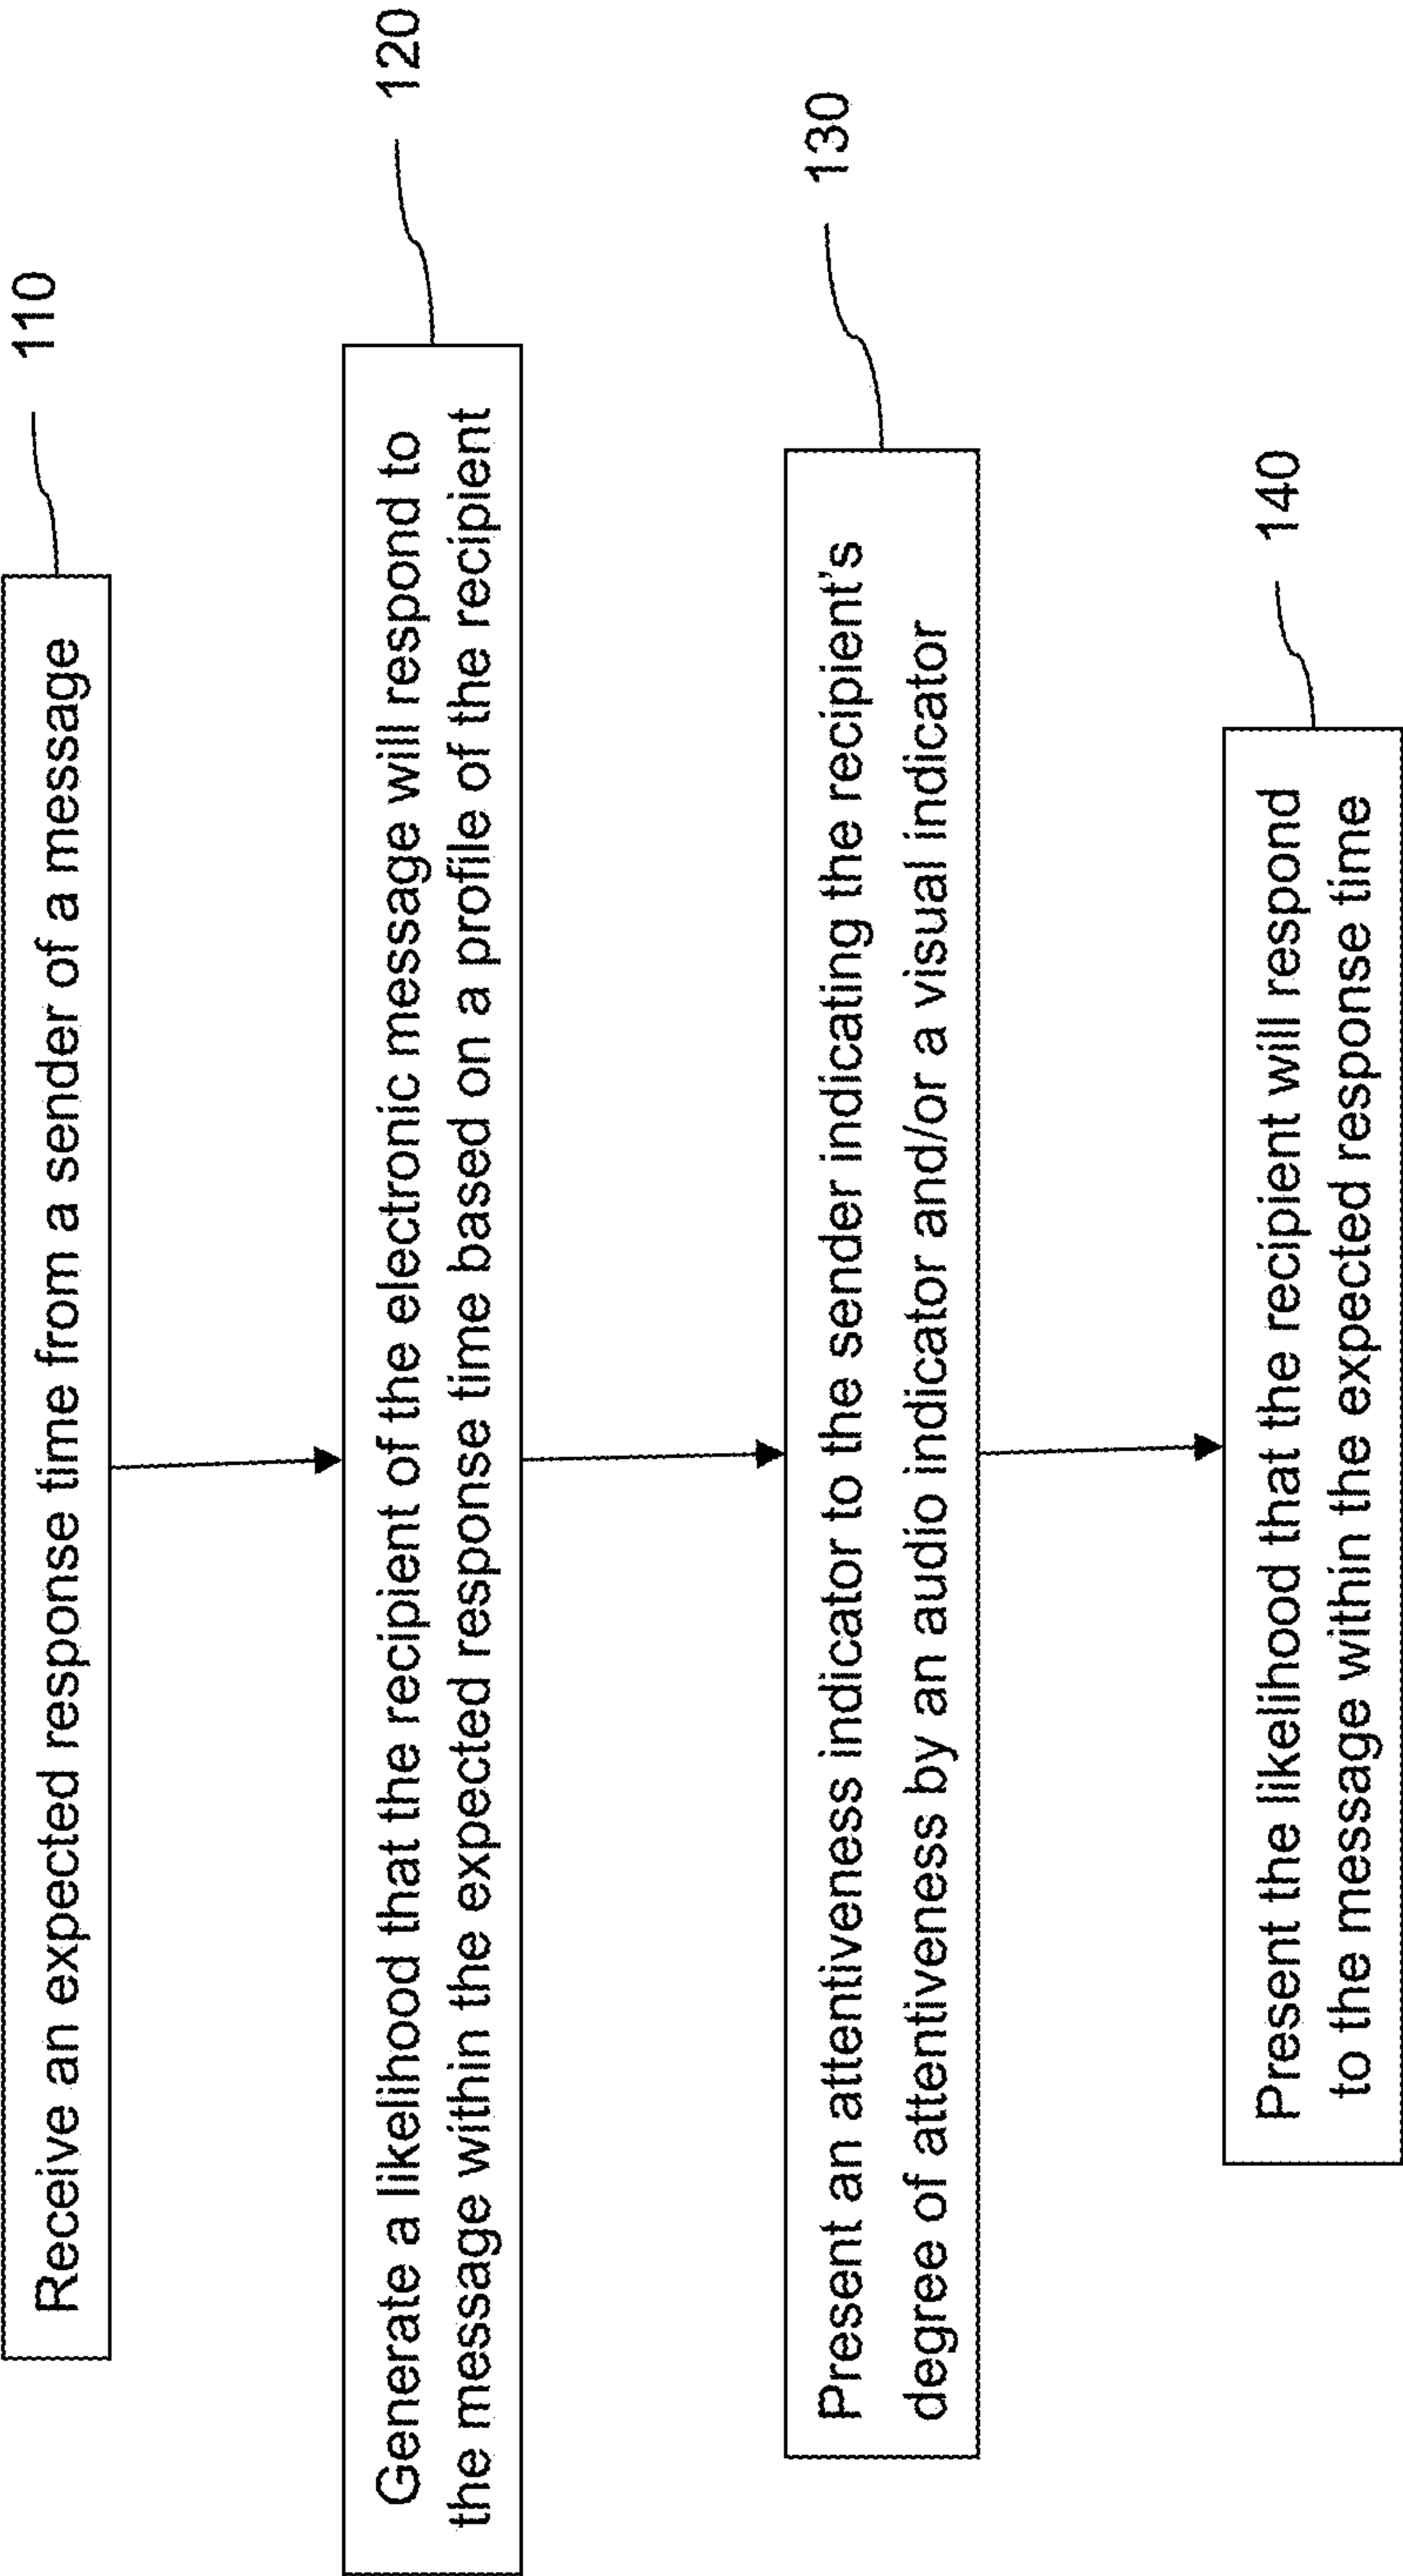 Receive an expected response time from a sender of a message
110
Generate a likelihood that the recipient of the electronic message will respond to
the message within the expected response time based on a profile of the recipient
120
Present an attentiveness indicator to the sender indicating the recipient's
degree of attentiveness by an audio indicator and/or a visual indicator
130
Present the likelihood that the recipient will respond
to the message within the expected response time
140